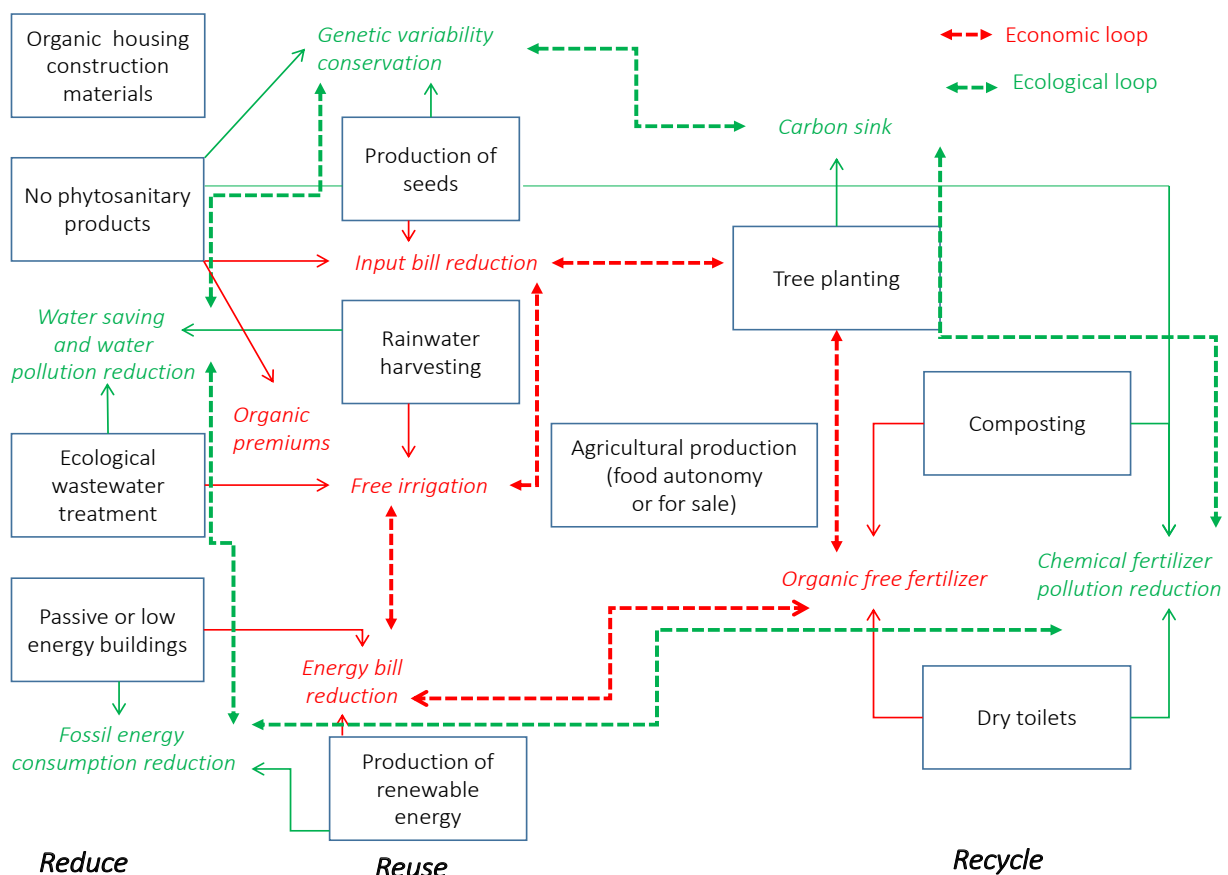 Organic housing
construction
materials
Genetic variability
conservation
Economic loop
Ecological loop
Carbon sink
No phytosanitary
products
Production of
seeds
Input bill reduction
Tree planting
Water saving
and water
pollution reduction
Rainwater
harvesting
Organic
premiums
Composting
Ecological
wastewater
treatment
Free irrigation
Agricultural production
(food autonomy
or for sale)
Organic free fertilizer
Chemical fertilizer
pollution reduction
Passive or low
energy buildings
Energy bill
reduction
Dry toilets
Fossil energy
consumption reduction
Production of
renewable
energy
Reduce
Reuse
Recycle